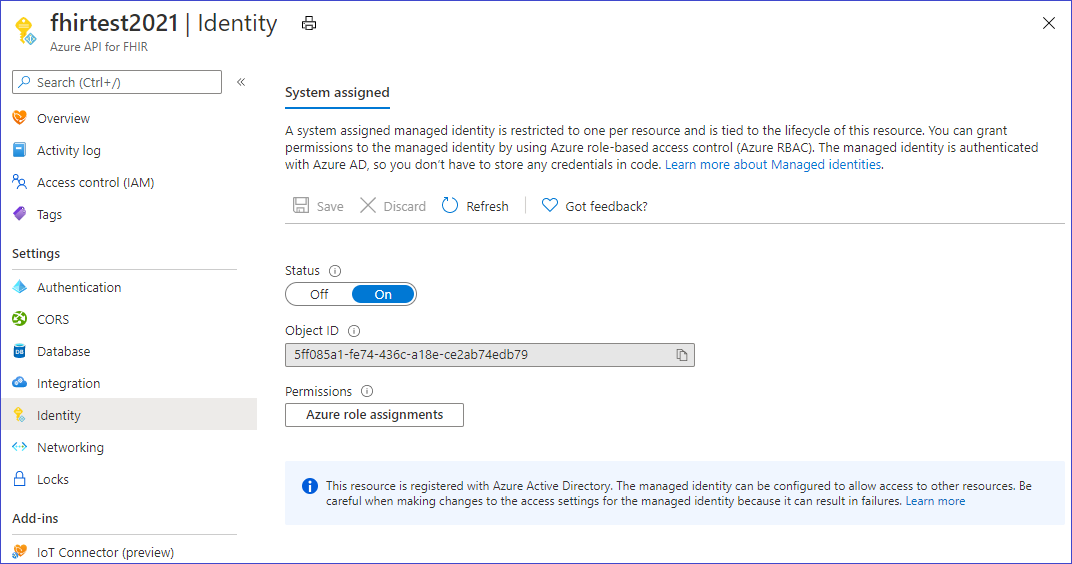 fhirtest2021 | Identity
Azure API for FHIR
Search (Ctrl+/)
«
Overview
Activity log
Access control (IAM)
Tags
Settings
Authentication
CORS
Database
Integration
Identity
Networking
Locks
Add-ins
IoT Connector (preview)
System assigned
A system assigned managed identity is restricted to one per resource and is tied to the lifecycle of this resource. You can grant
permissions to the managed identity by using Azure role-based access control (Azure RBAC). The managed identity is authenticated
with Azure AD, so you don’t have to store any credentials in code. Learn more about Managed identities.
Save Discard Refresh Got feedback?
Status
Off On
Object ID
5ff085a1-fe74-436c-a18e-ce2ab74edb79
Permissions
Azure role assignments
This resource is registered with Azure Active Directory. The managed identity can be configured to allow access to other resources. Be
careful when making changes to the access settings for the managed identity because it can result in failures. Learn more